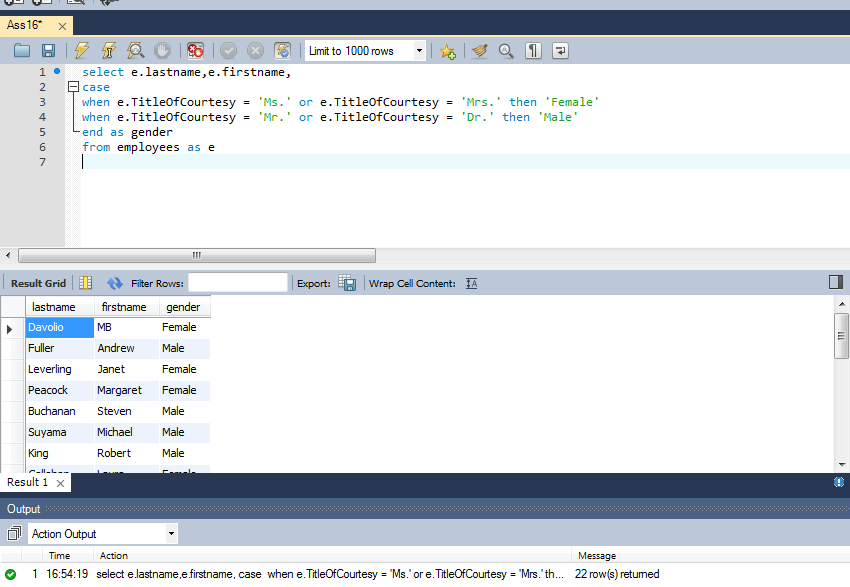 Ass16*
Limit to 1000 rows
1 select e.lastname,e.firstname,
2 case
3 when e.TitleOfCourtesy = 'Ms.' or e.TitleOfCourtesy = 'Mrs.' then 'Female'
4 when e.TitleOfCourtesy = 'Mr.' or e.TitleOfCourtesy = 'Dr.' then 'Male'
5 end as gender
6 from employees as e
7
Result Grid Filter Rows: Export: Wrap Cell Content:
lastname firstname gender
Davolio MB Female
Fuller Andrew Male
Leverling Janet Female
Peacock Margaret Female
Buchanan Steven Male
Suyama Michael Male
King Robert Male
Result 1
Output
Action Output
Time Action Message
1 16:54:19 select e.lastname,e.firstname, case when e.TitleOfCourtesy = 'Ms.' or e.TitleOfCourtesy = 'Mrs.' th... 22 row(s) returned